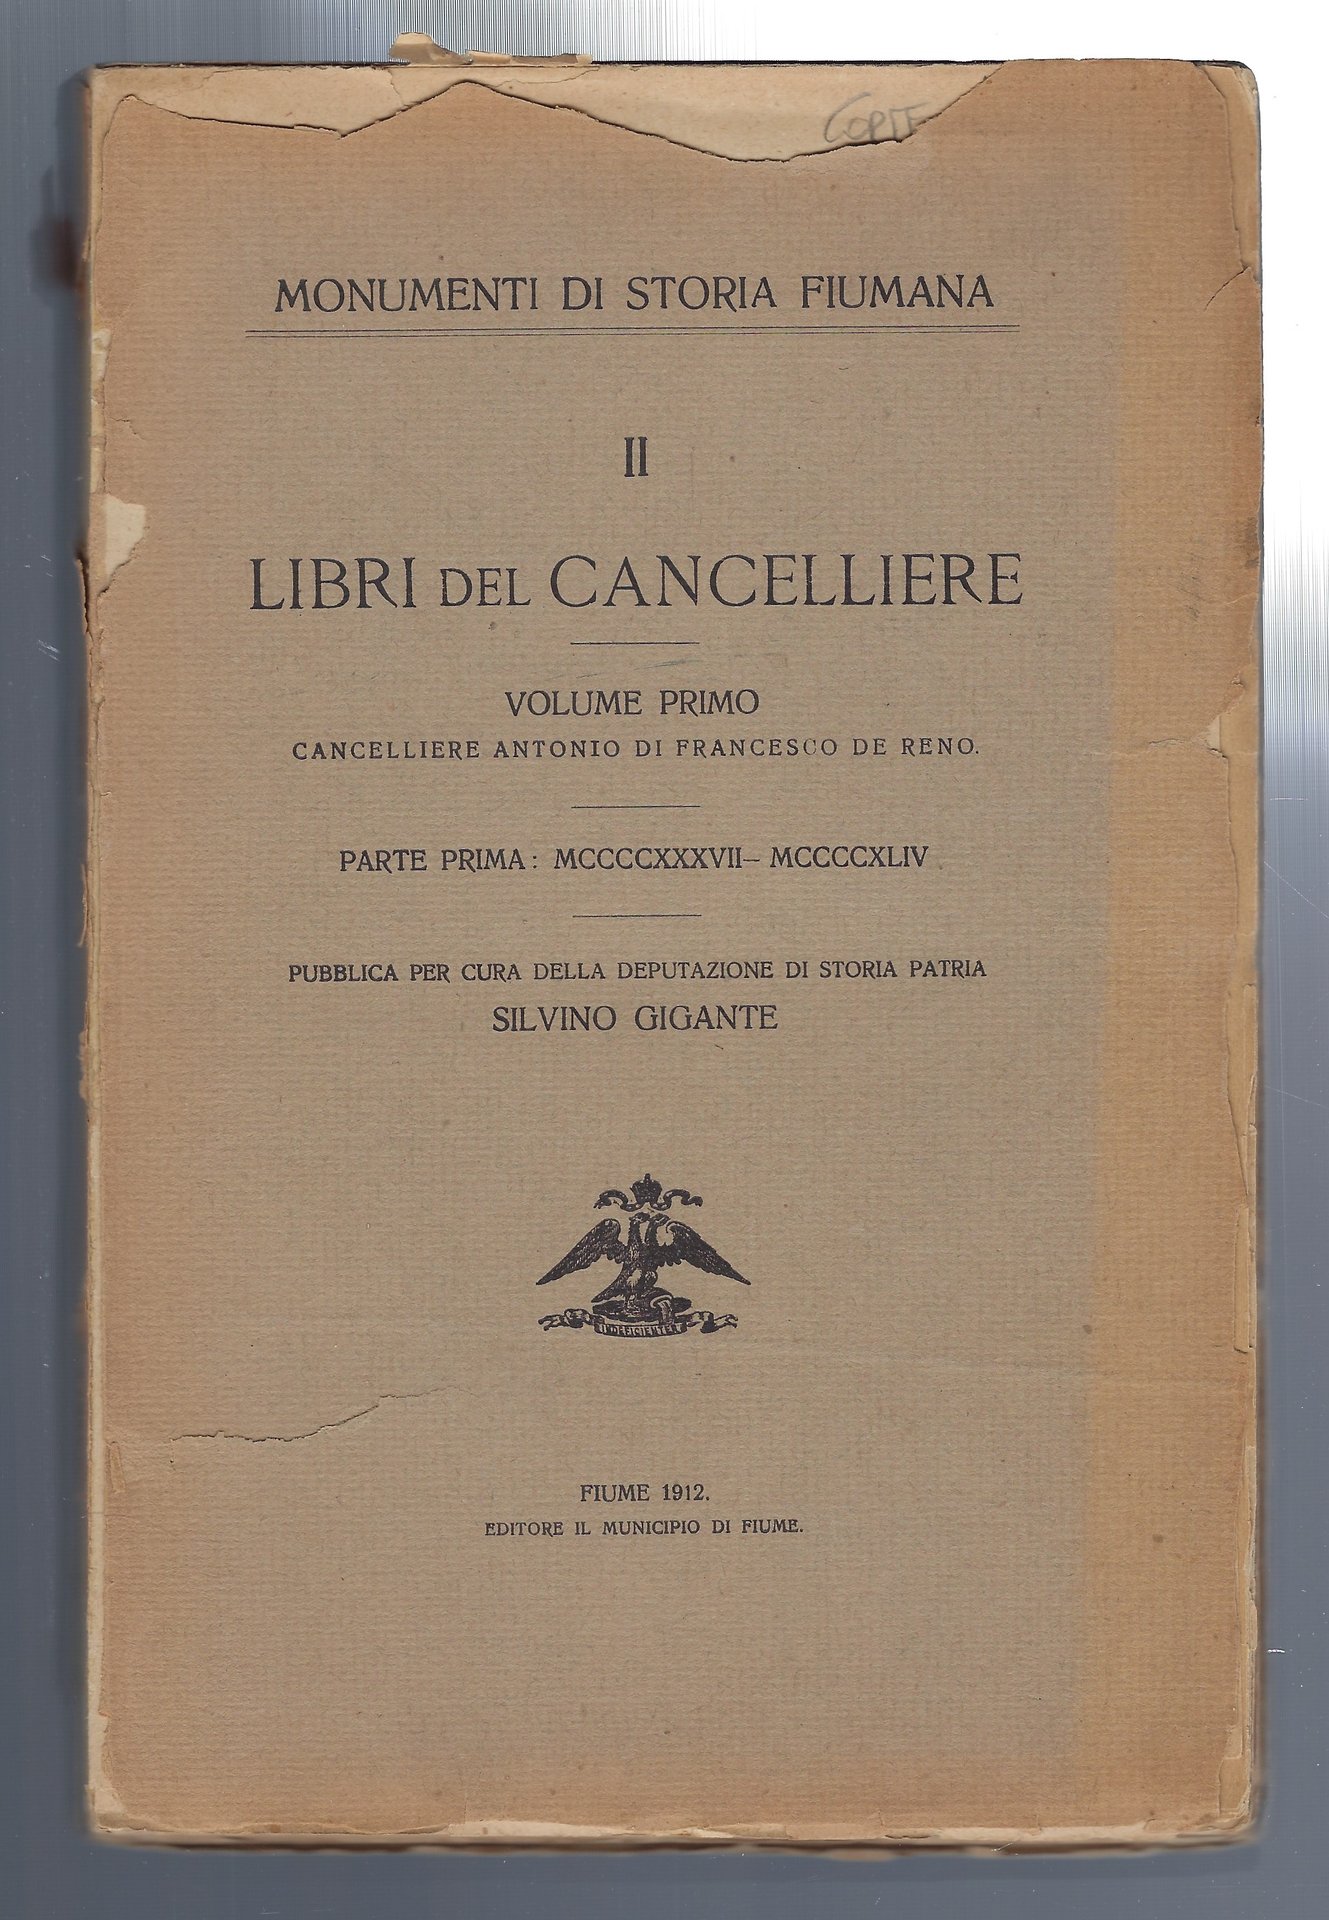 MONUMENTI DI STORIA FIUMANA
II
LIBRI DEL CANCELLIERE
VOLUME PRIMO
CANCELLIERE ANTONIO DI FRANCESCO DE RENO.
PARTE PRIMA: MCCCCXXXVII– MCCCCXLIV
PUBBLICA PER CURA DELLA DEPUTAZIONE DI STORIA PATRIA
SILVINO GIGANTE
INDEFICIENTER
FIUME 1912.
EDITORE IL MUNICIPIO DI FIUME.